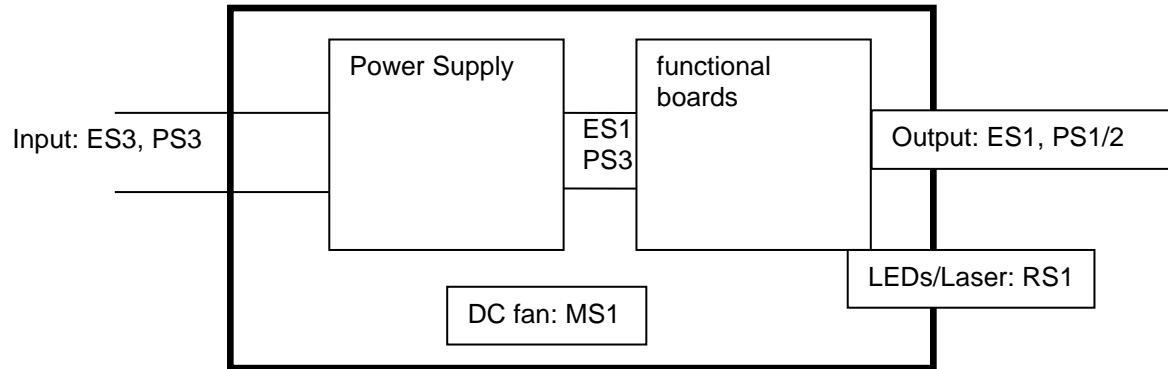 Power Supply
functional
boards
Input: ES3, PS3
ES1
PS3
Output: ES1, PS1/2
LEDs/Laser: RS1
DC fan: MS1